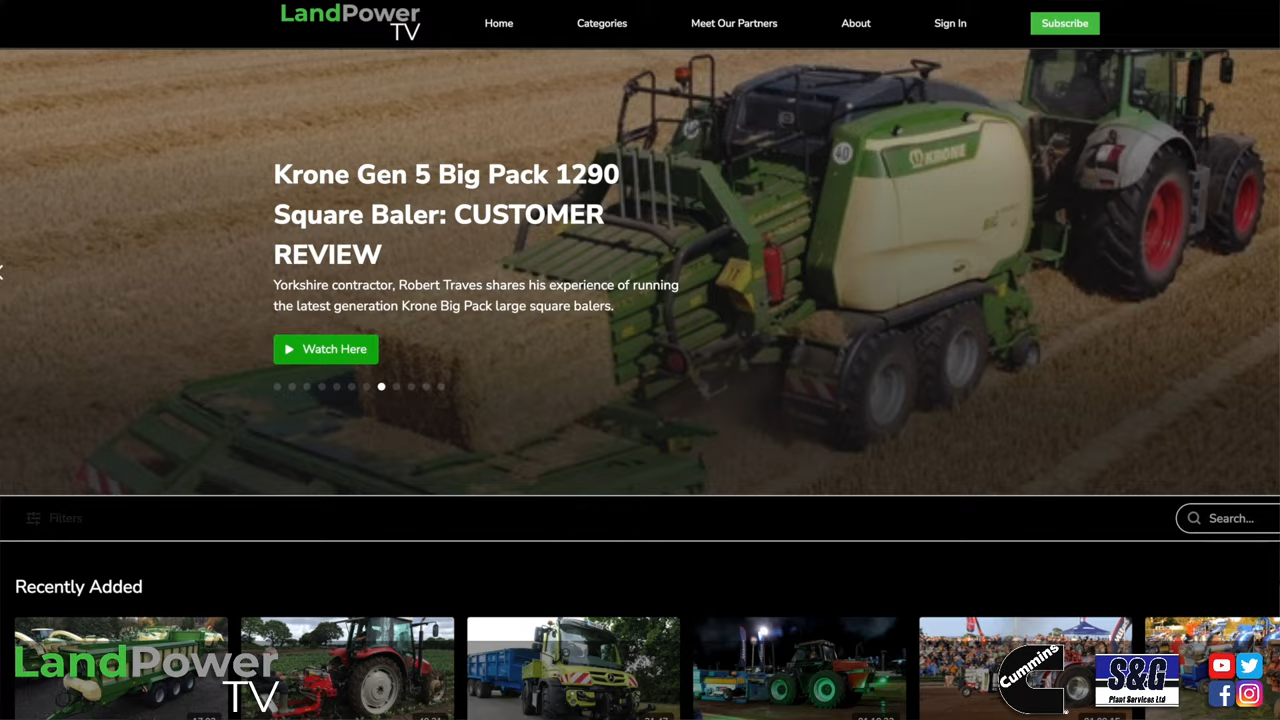 LandPower
TV
Home
Categories
Meet Our Partners
About
Sign In
Subscribe
40
KRONE
Krone Gen 5 Big Pack 1290
Square Baler: CUSTOMER
REVIEW
Yorkshire contractor, Robert Traves shares his experience of running
the latest generation Krone Big Pack large square balers.
Watch Here
Filters
Search...
Recently Added
LandPower
TV
Cummins
S&G
Plant Services Ltd